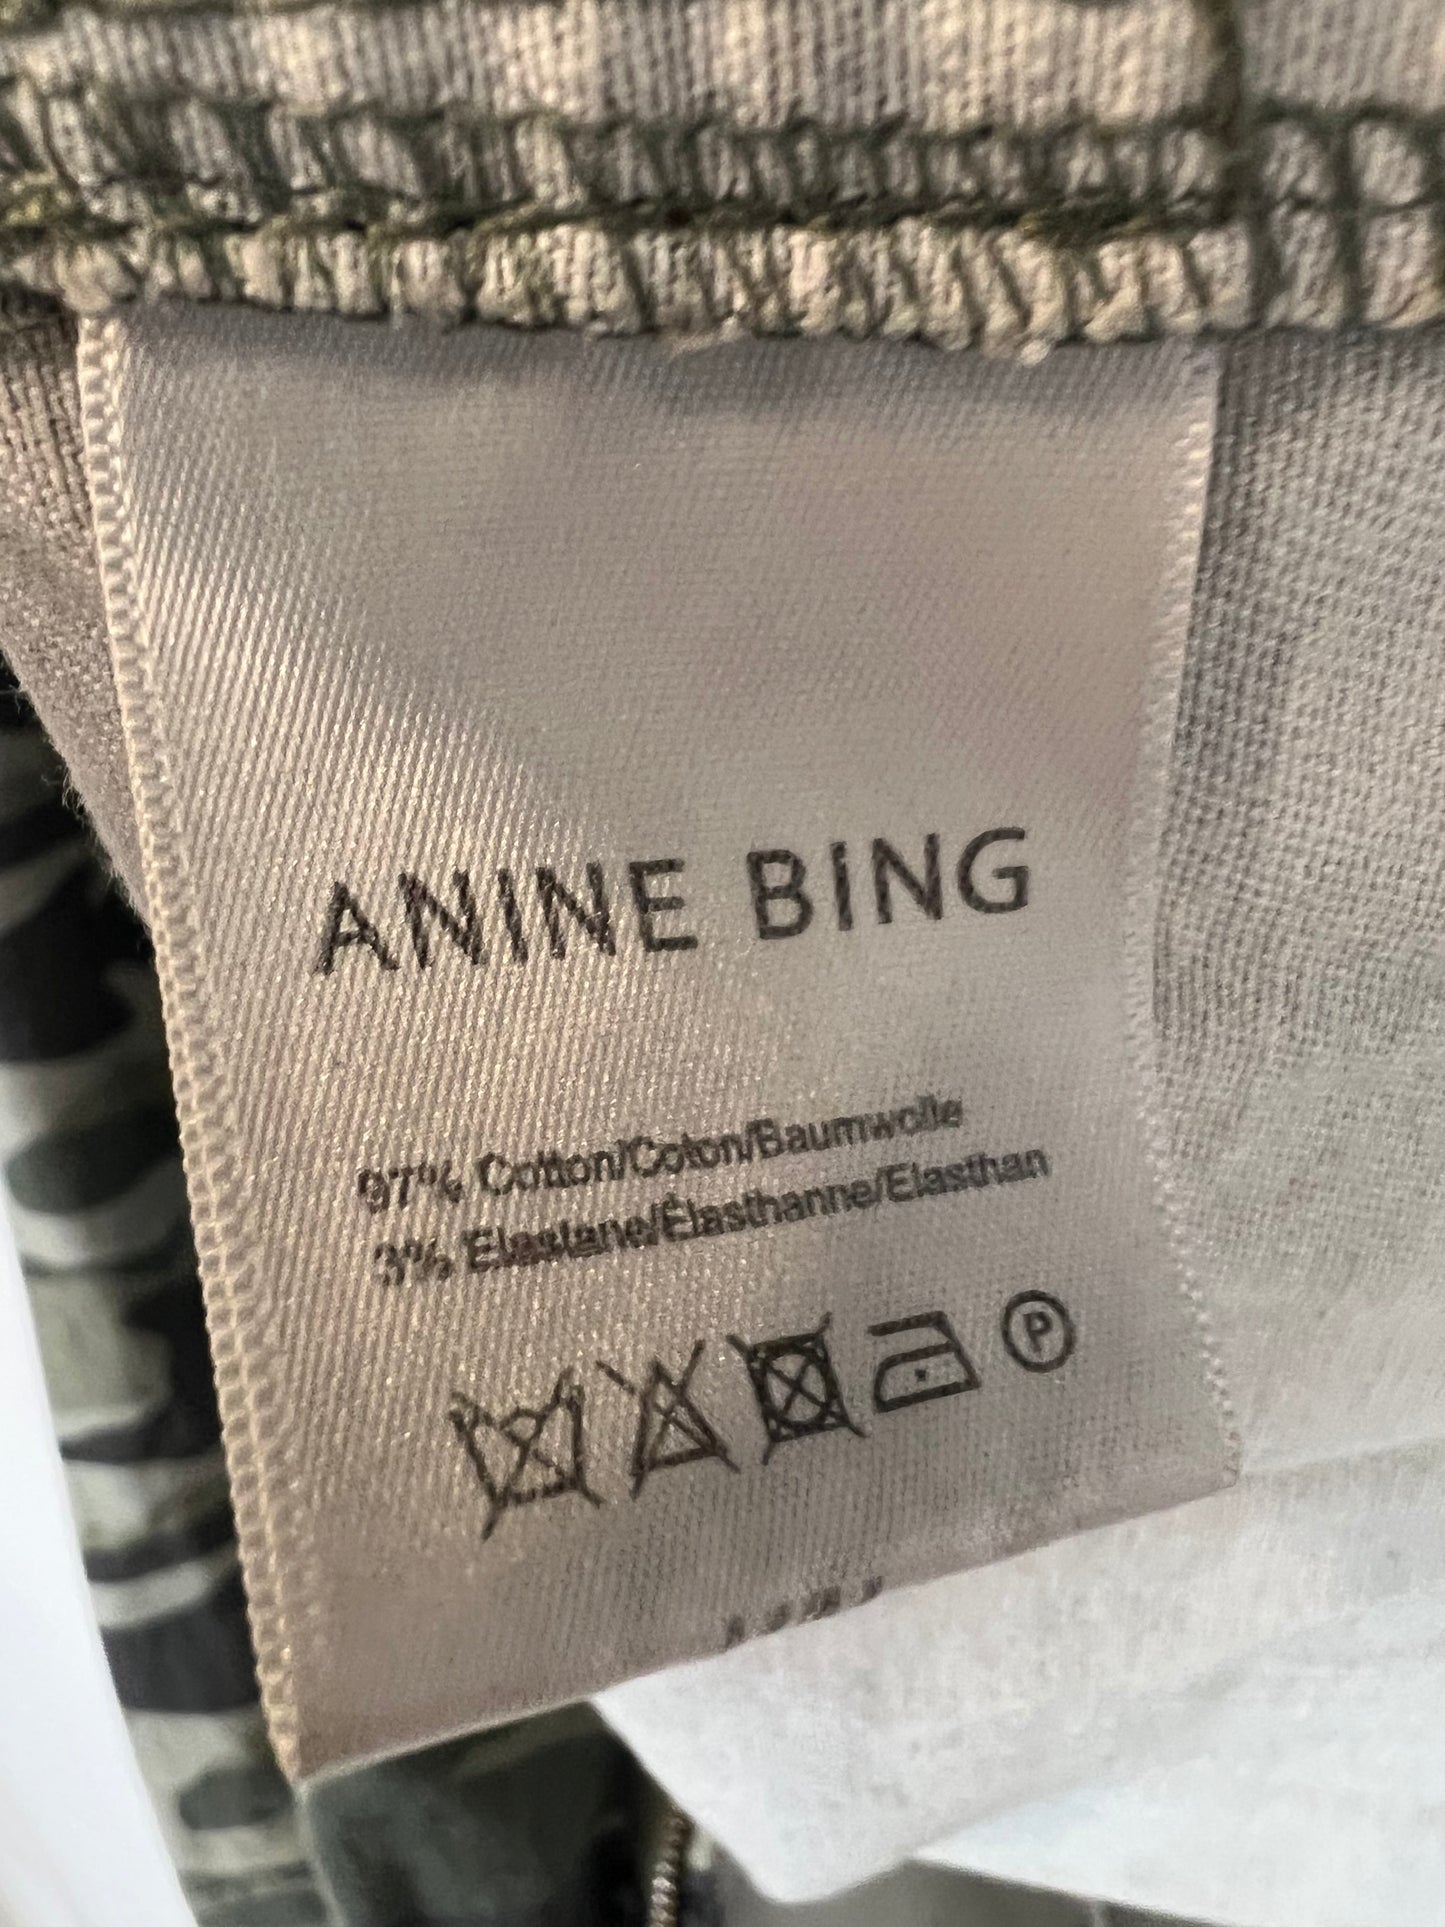 ANINE BING
97% Cotton/Coton/Baumwolle
3% Elastane/Élasthanne/Elasthan
P